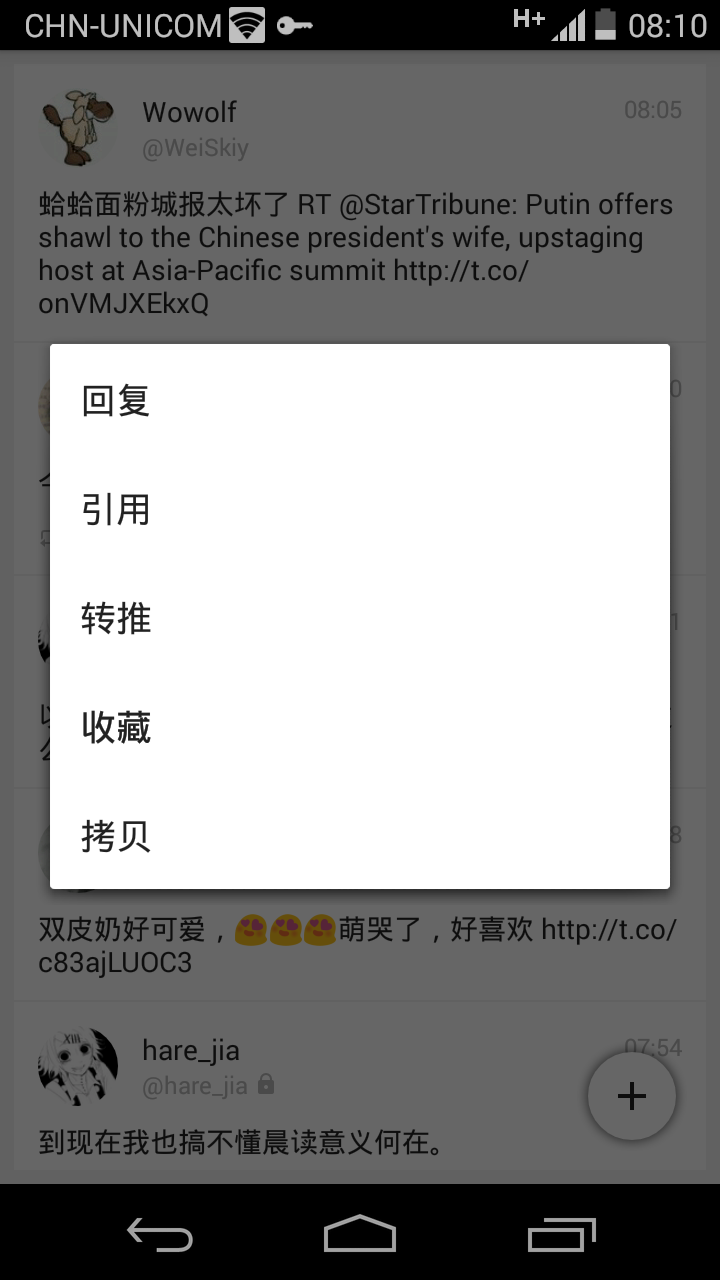 CHN-UNICOM H+ 08:10
Wowolf 08:05
@WeiSkiy
蛤蛤面粉城报太坏了 RT @StarTribune: Putin offers
shawl to the Chinese president's wife, upstaging
host at Asia-Pacific summit http://t.co/
onVMJXEkxQ
回复
引用
转推
收藏
拷贝
双皮奶好可爱，😍😍😍萌哭了，好喜欢 http://t.co/
c83ajLUOC3
hare_jia 07:54
@hare_jia
到现在我也搞不懂晨读意义何在。